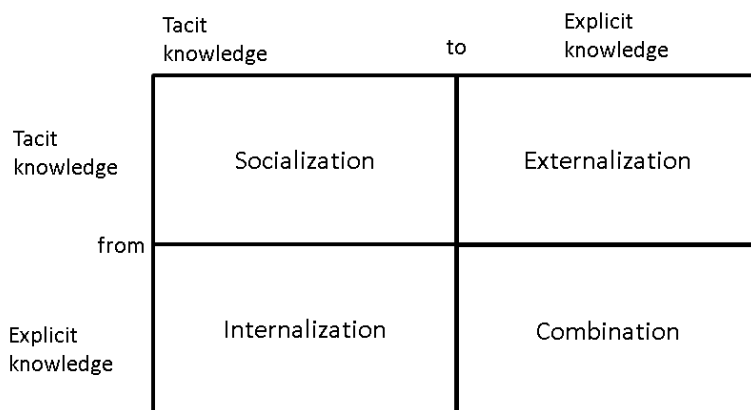 Tacit
knowledge
to
Explicit
knowledge
Tacit
knowledge
Socialization
Externalization
from
Explicit
knowledge
Internalization
Combination